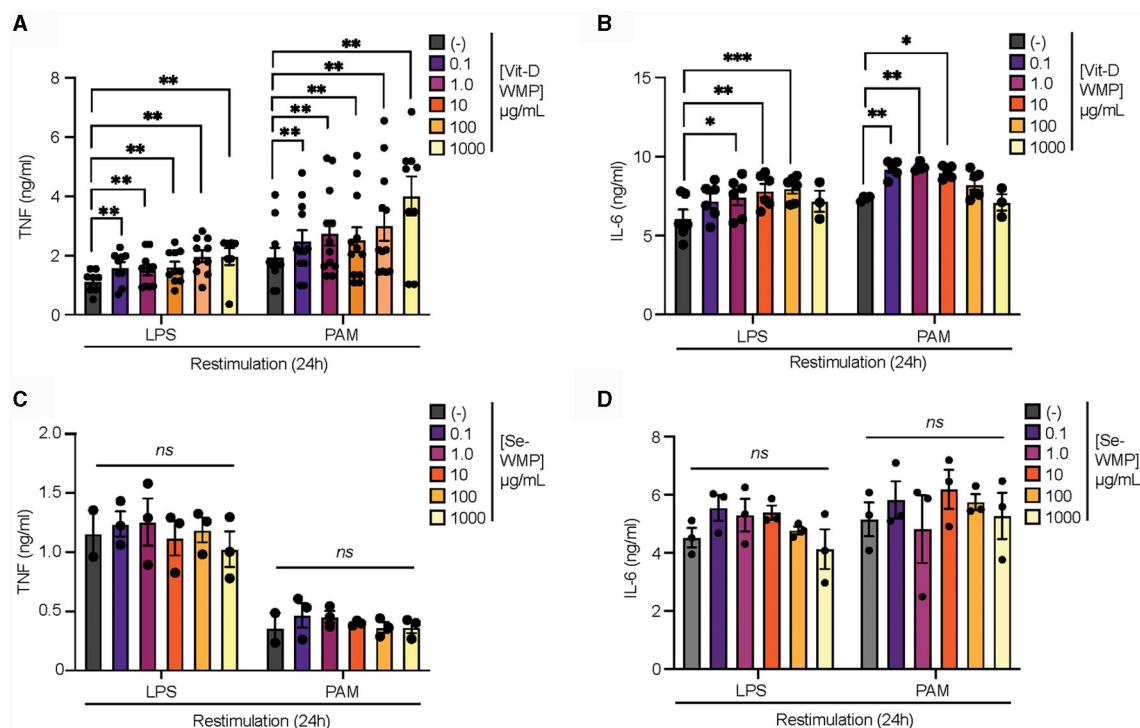 A
TNF (ng/ml)
8
6
4
2
0
** ** ** ** **
** ** ** ** **
LPS
PAM
Restimulation (24h)
(-)
0.1
1.0
10
100
1000
[Vit-D
WMP]
µg/mL
B
IL-6 (ng/ml)
15
10
5
0
* ** ***
** ** *
LPS
PAM
Restimulation (24h)
(-)
0.1
1.0
10
100
1000
[Vit-D
WMP]
µg/mL
C
TNF (ng/ml)
2.0
1.5
1.0
0.5
0
ns
ns
LPS
PAM
Restimulation (24h)
(-)
0.1
1.0
10
100
1000
[Se-
WMP]
µg/mL
D
IL-6 (ng/ml)
8
6
4
2
0
ns
ns
LPS
PAM
Restimulation (24h)
(-)
0.1
1.0
10
100
1000
[Se-
WMP]
µg/mL